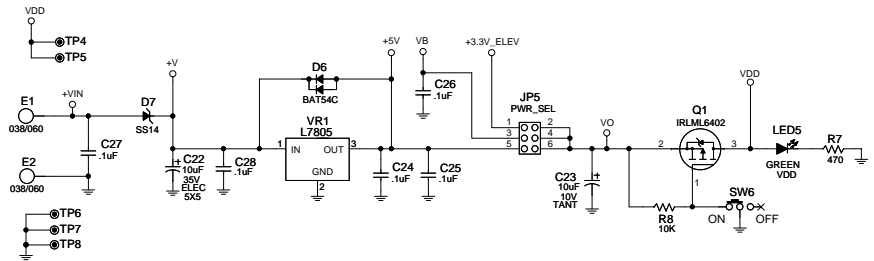 VDD
TP4
TP5
+VIN
E1
038/060
E2
038/060
C27
.1uF
D7
SS14
+V
C22
10uF
35V
ELEC
5X5
C28
.1uF
D6
BAT54C
VR1
L7805
1
IN
OUT
3
GND
2
+5V
C24
.1uF
C25
.1uF
VB
C26
.1uF
+3.3V_ELEV
JP5
PWR_SEL
1
2
3
4
5
6
VO
C23
10uF
10V
TANT
Q1
IRLML6402
2
3
1
R8
10K
VDD
LED5
GREEN
VDD
R7
470
SW6
ON
OFF
TP6
TP7
TP8